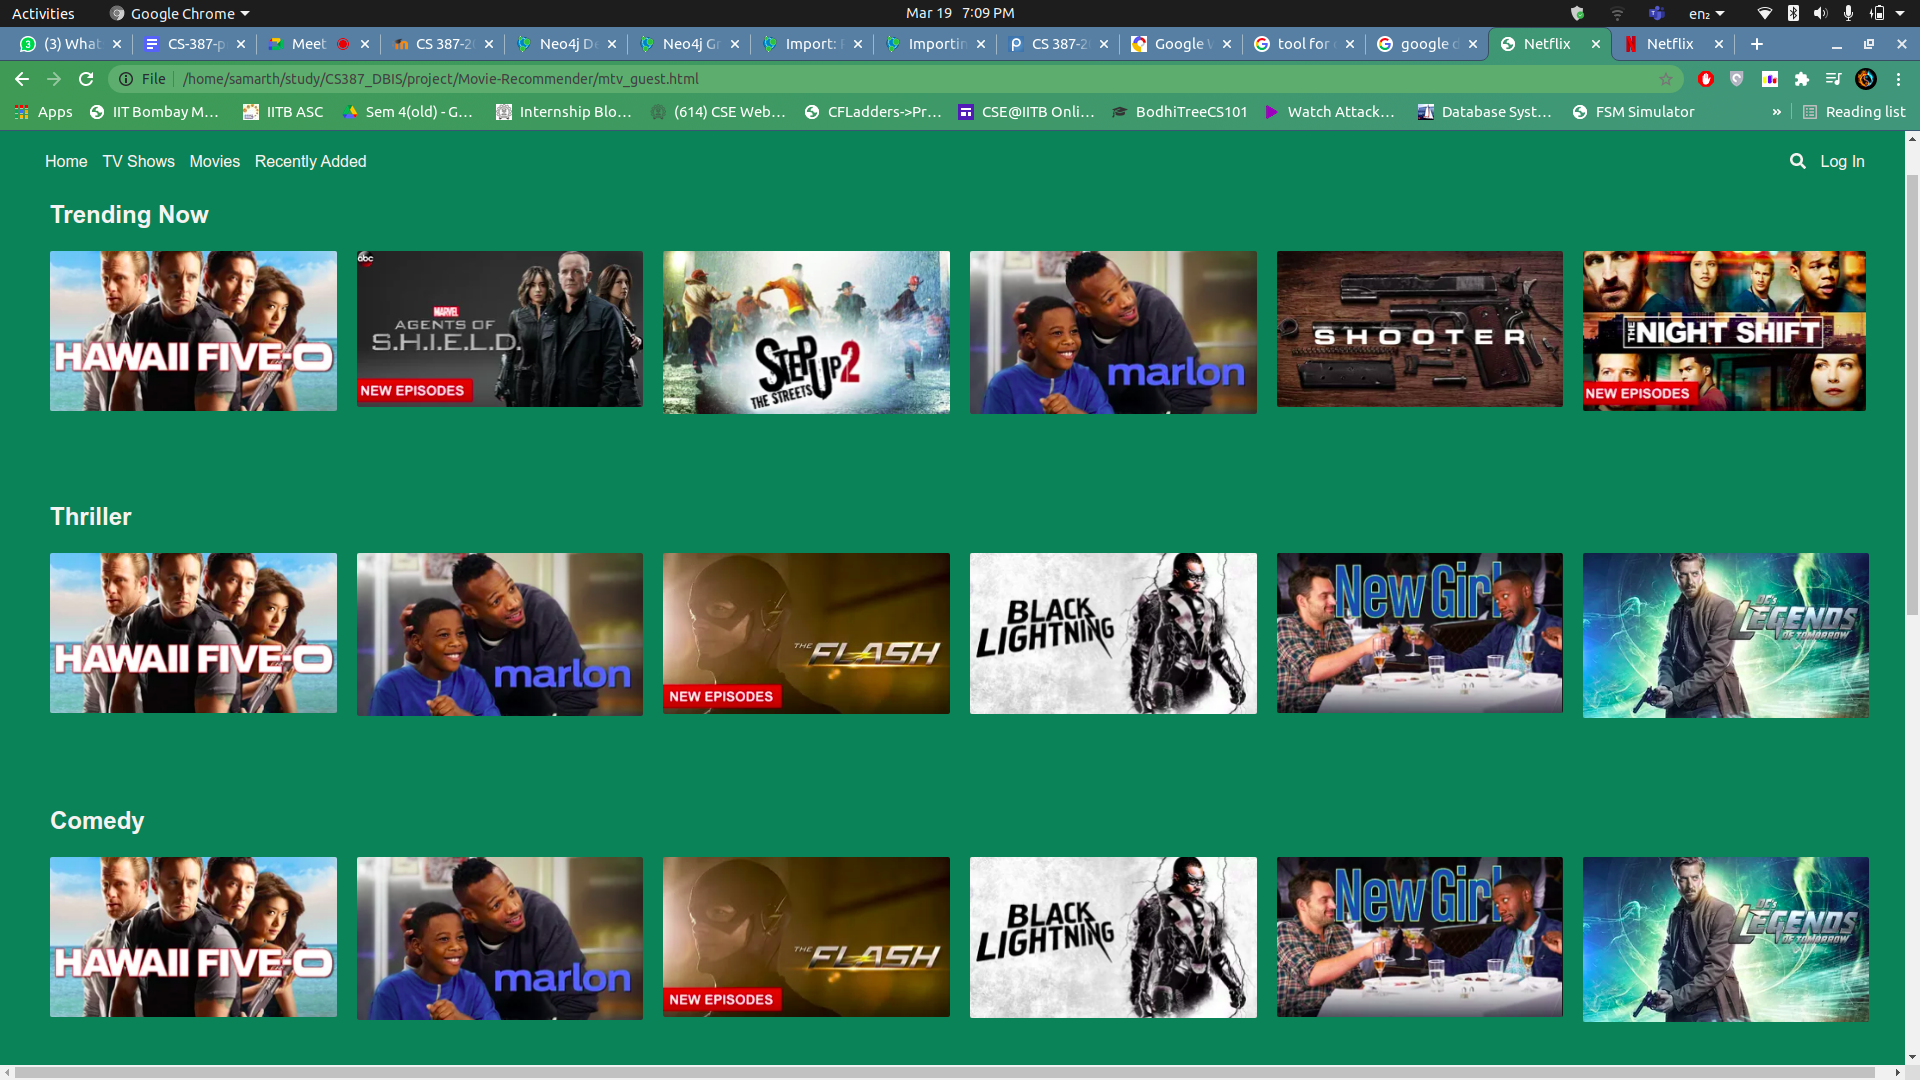 Activities Google Chrome Mar 19 7:09 PM en₂
(3) What CS-387-p Meet CS 387-2 Neo4j De Neo4j Gr Import: Importin CS 387-2 Google tool for google d Netflix Netflix
File /home/samarth/study/CS387_DBIS/project/Movie-Recommender/mtv_guest.html
Apps IIT Bombay M... IITB ASC Sem 4(old) - G... Internship Blo... (614) CSE Web... CFLadders->Pr... CSE@IITB Onli... BodhiTreeCS101 Watch Attack... Database Syst... FSM Simulator » Reading list
Home TV Shows Movies Recently Added Log In
Trending Now
HAWAII FIVE-O
abc
MARVEL
AGENTS OF
S.H.I.E.L.D.
NEW EPISODES
STEP UP 2
THE STREETS
marlon
SHOOTER
THE NIGHT SHIFT
NEW EPISODES
Thriller
HAWAII FIVE-O
marlon
THE FLASH
NEW EPISODES
BLACK
LIGHTNING
New Girl
DC's
LEGENDS
OF TOMORROW
Comedy
HAWAII FIVE-O
marlon
THE FLASH
NEW EPISODES
BLACK
LIGHTNING
New Girl
DC's
LEGENDS
OF TOMORROW